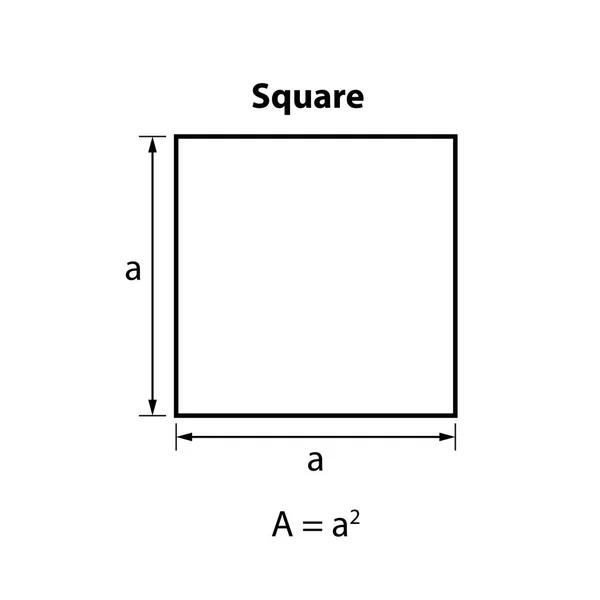 Square
a
a
A = a²